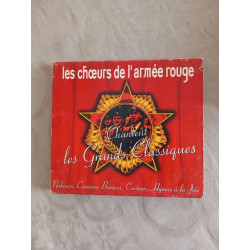 les chœurs de l'armée rouge
Chantent
les Grands Classiques
Nabucco, Carmina Burana, Carmen, Hymne à la Joie